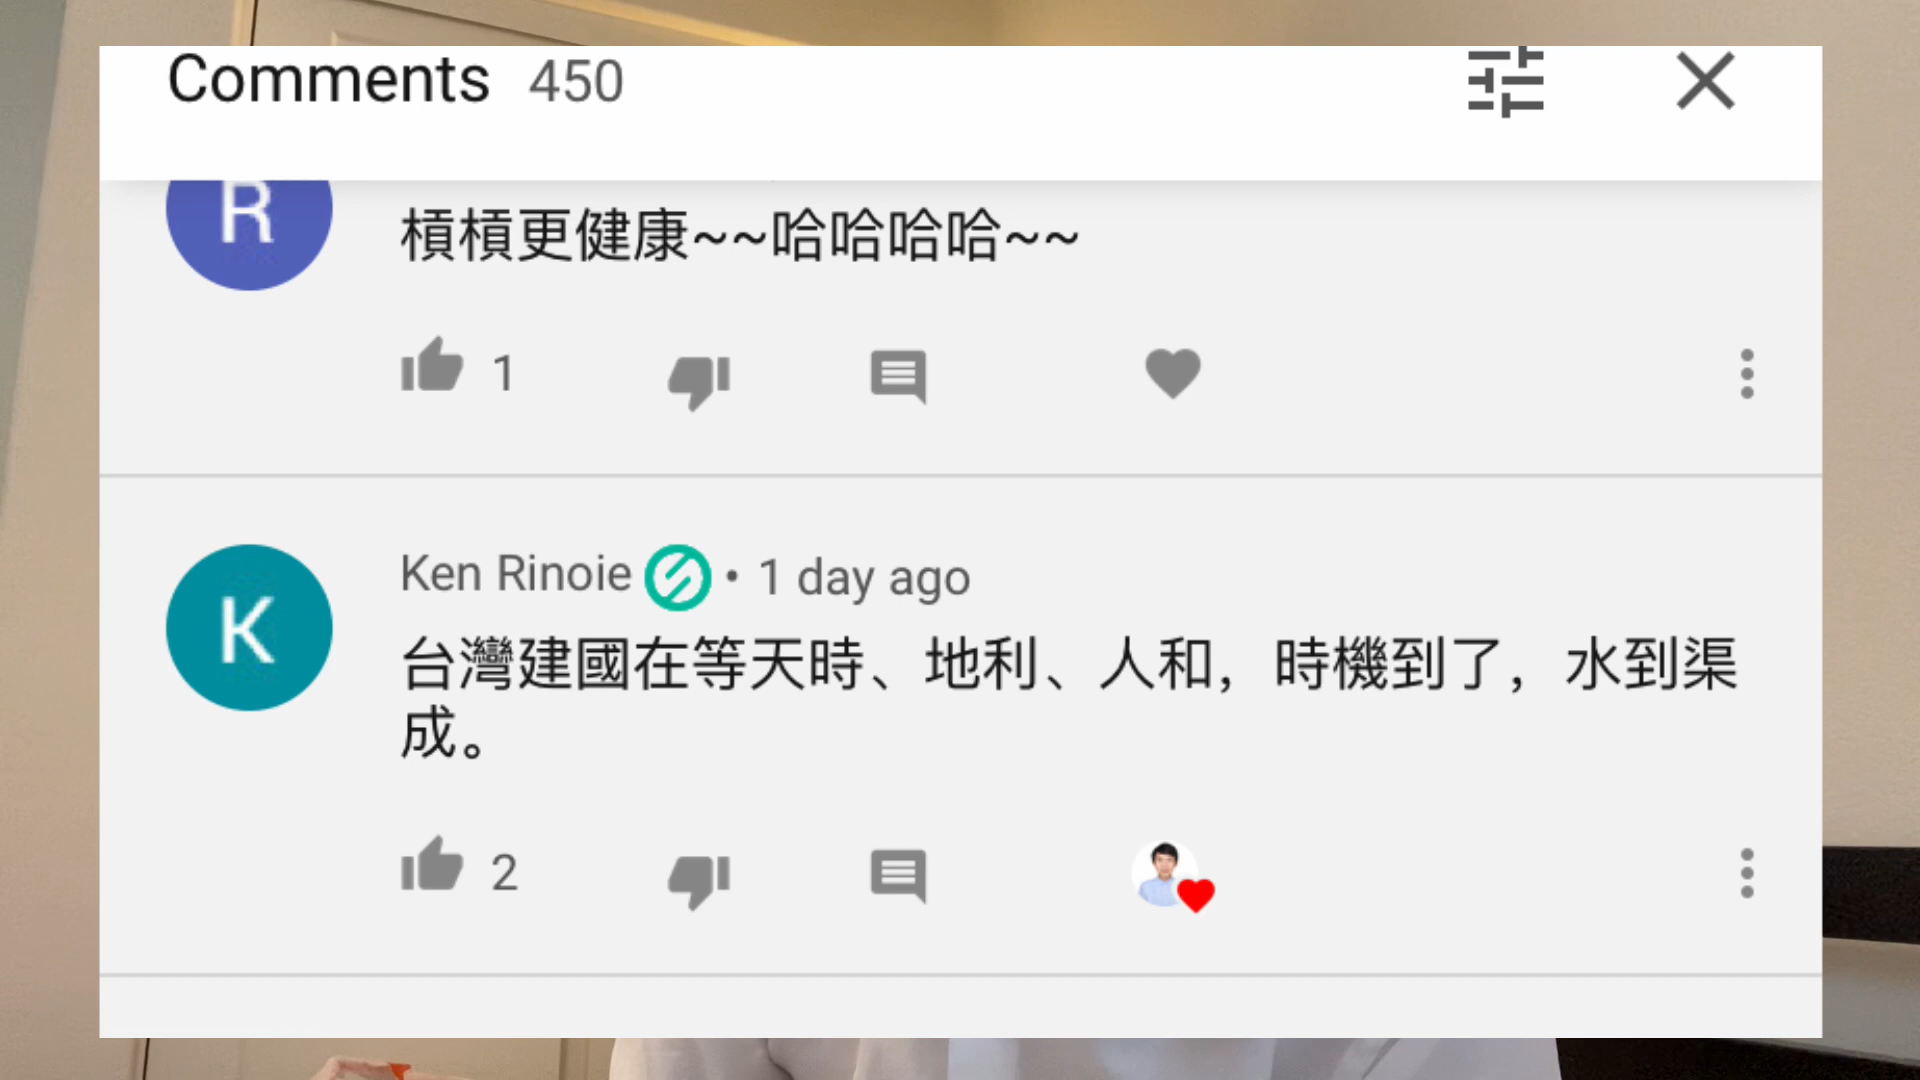 Comments 450
R
槓槓更健康~~哈哈哈哈~~
1
K
Ken Rinoie • 1 day ago
台灣建國在等天時、地利、人和，時機到了，水到渠
成。
2